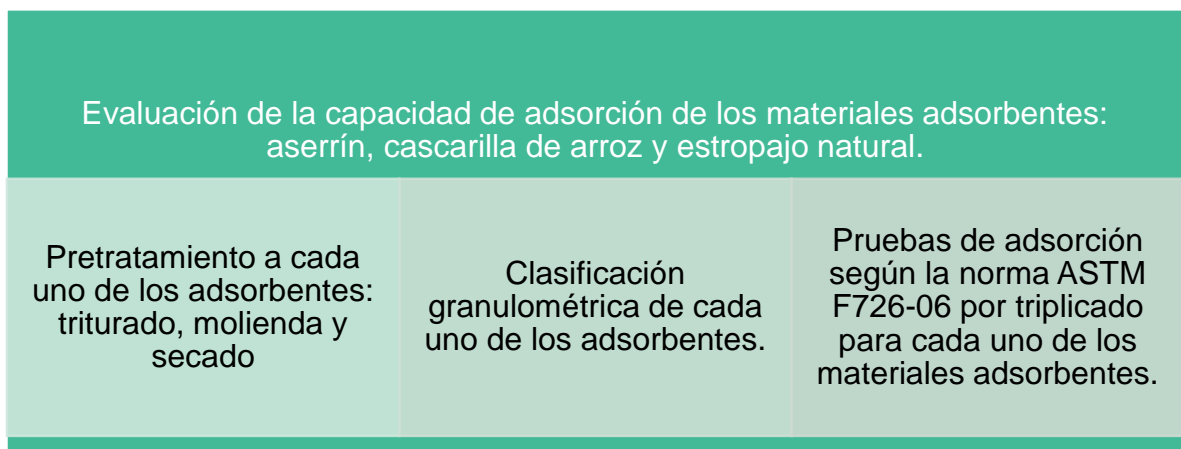 Evaluación de la capacidad de adsorción de los materiales adsorbentes:
aserrín, cascarilla de arroz y estropajo natural.
Pretratamiento a cada
uno de los adsorbentes:
triturado, molienda y
secado
Clasificación
granulométrica de cada
uno de los adsorbentes.
Pruebas de adsorción
según la norma ASTM
F726-06 por triplicado
para cada uno de los
materiales adsorbentes.